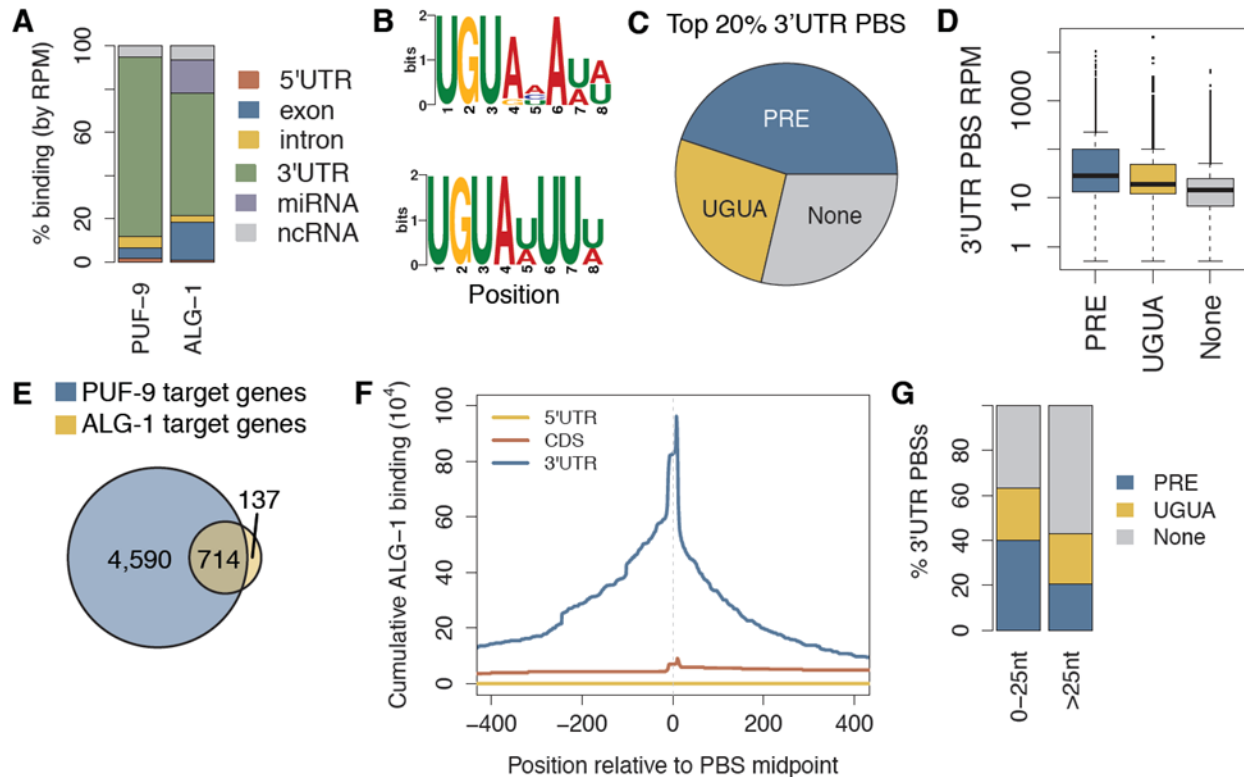 A
% binding (by RPM)
100
60
20
0
PUF-9
ALG-1
5'UTR
exon
intron
3'UTR
miRNA
ncRNA
B
2
bits
1
0
UGUANAUA
1 2 3 4 5 6 7 8
2
bits
1
0
UGUAUUUU
1 2 3 4 5 6 7 8
Position
C Top 20% 3'UTR PBS
PRE
UGUA
None
D
3'UTR PBS RPM
1000
10
1
PRE
UGUA
None
E
PUF-9 target genes
ALG-1 target genes
137
4,590
714
F
Cumulative ALG-1 binding (10⁴)
100
80
60
40
20
0
5'UTR
CDS
3'UTR
-400 -200 0 200 400
Position relative to PBS midpoint
G
% 3'UTR PBSs
80
60
40
20
0
0-25nt
>25nt
PRE
UGUA
None